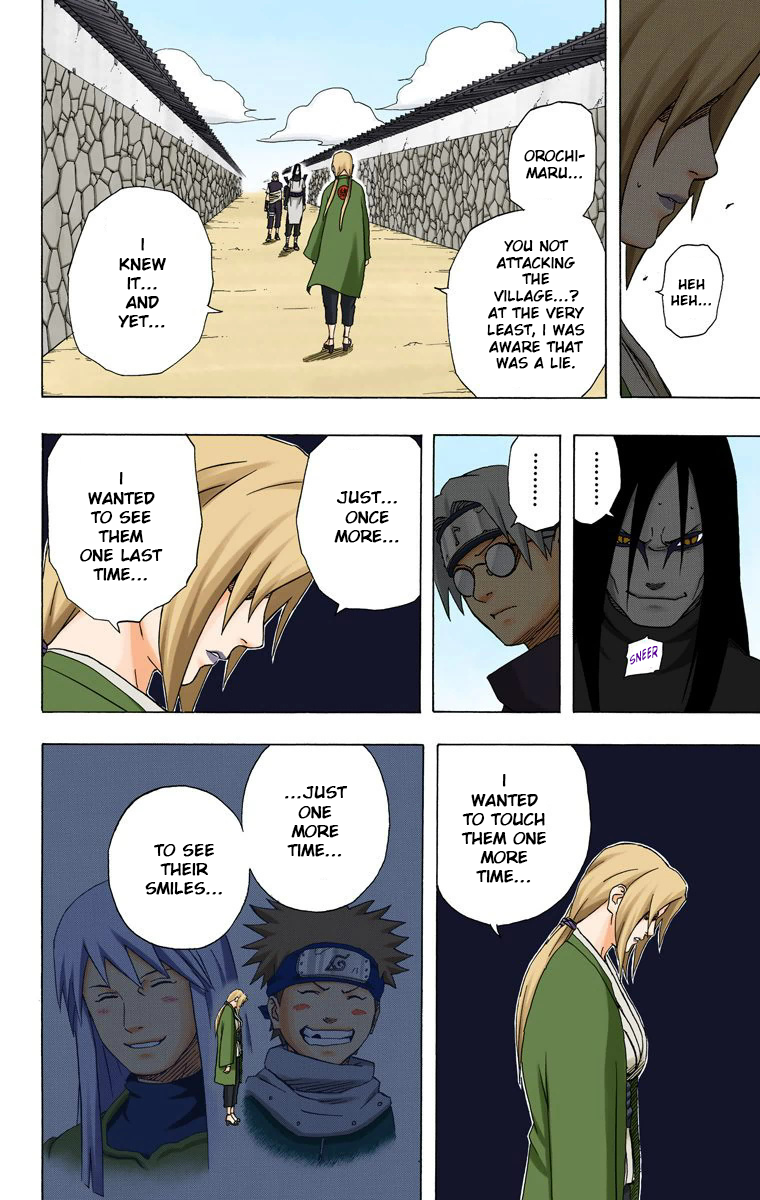 HEH
HEH...
OROCHI-
MARU...
YOU NOT
ATTACKING
THE
VILLAGE...?
AT THE VERY
LEAST, I WAS
AWARE THAT
WAS A LIE.
I
KNEW
IT...
AND
YET...
.........
.........
SNEER
JUST...
ONCE
MORE...
I
WANTED
TO SEE
THEM
ONE LAST
TIME...
I
WANTED
TO TOUCH
THEM ONE
MORE
TIME...
...JUST
ONE
MORE
TIME...
TO SEE
THEIR
SMILES...